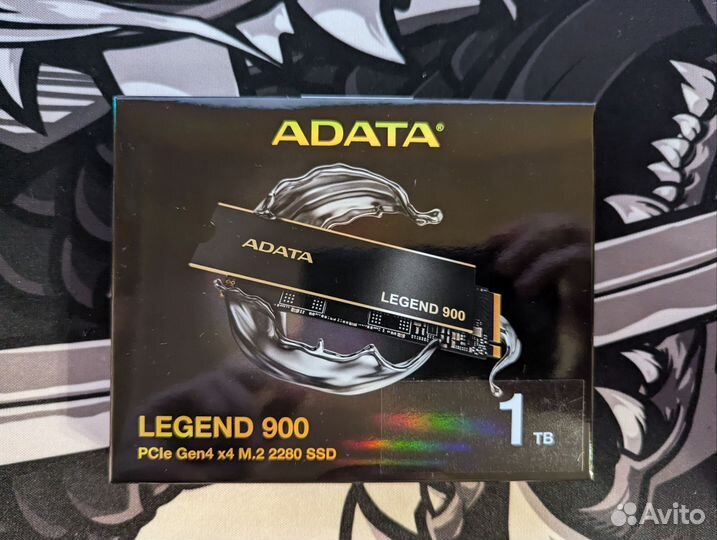 ADATA®
ADATA
LEGEND 900
LEGEND 900
PCIe Gen4 x4 M.2 2280 SSD
1 TB
Avito